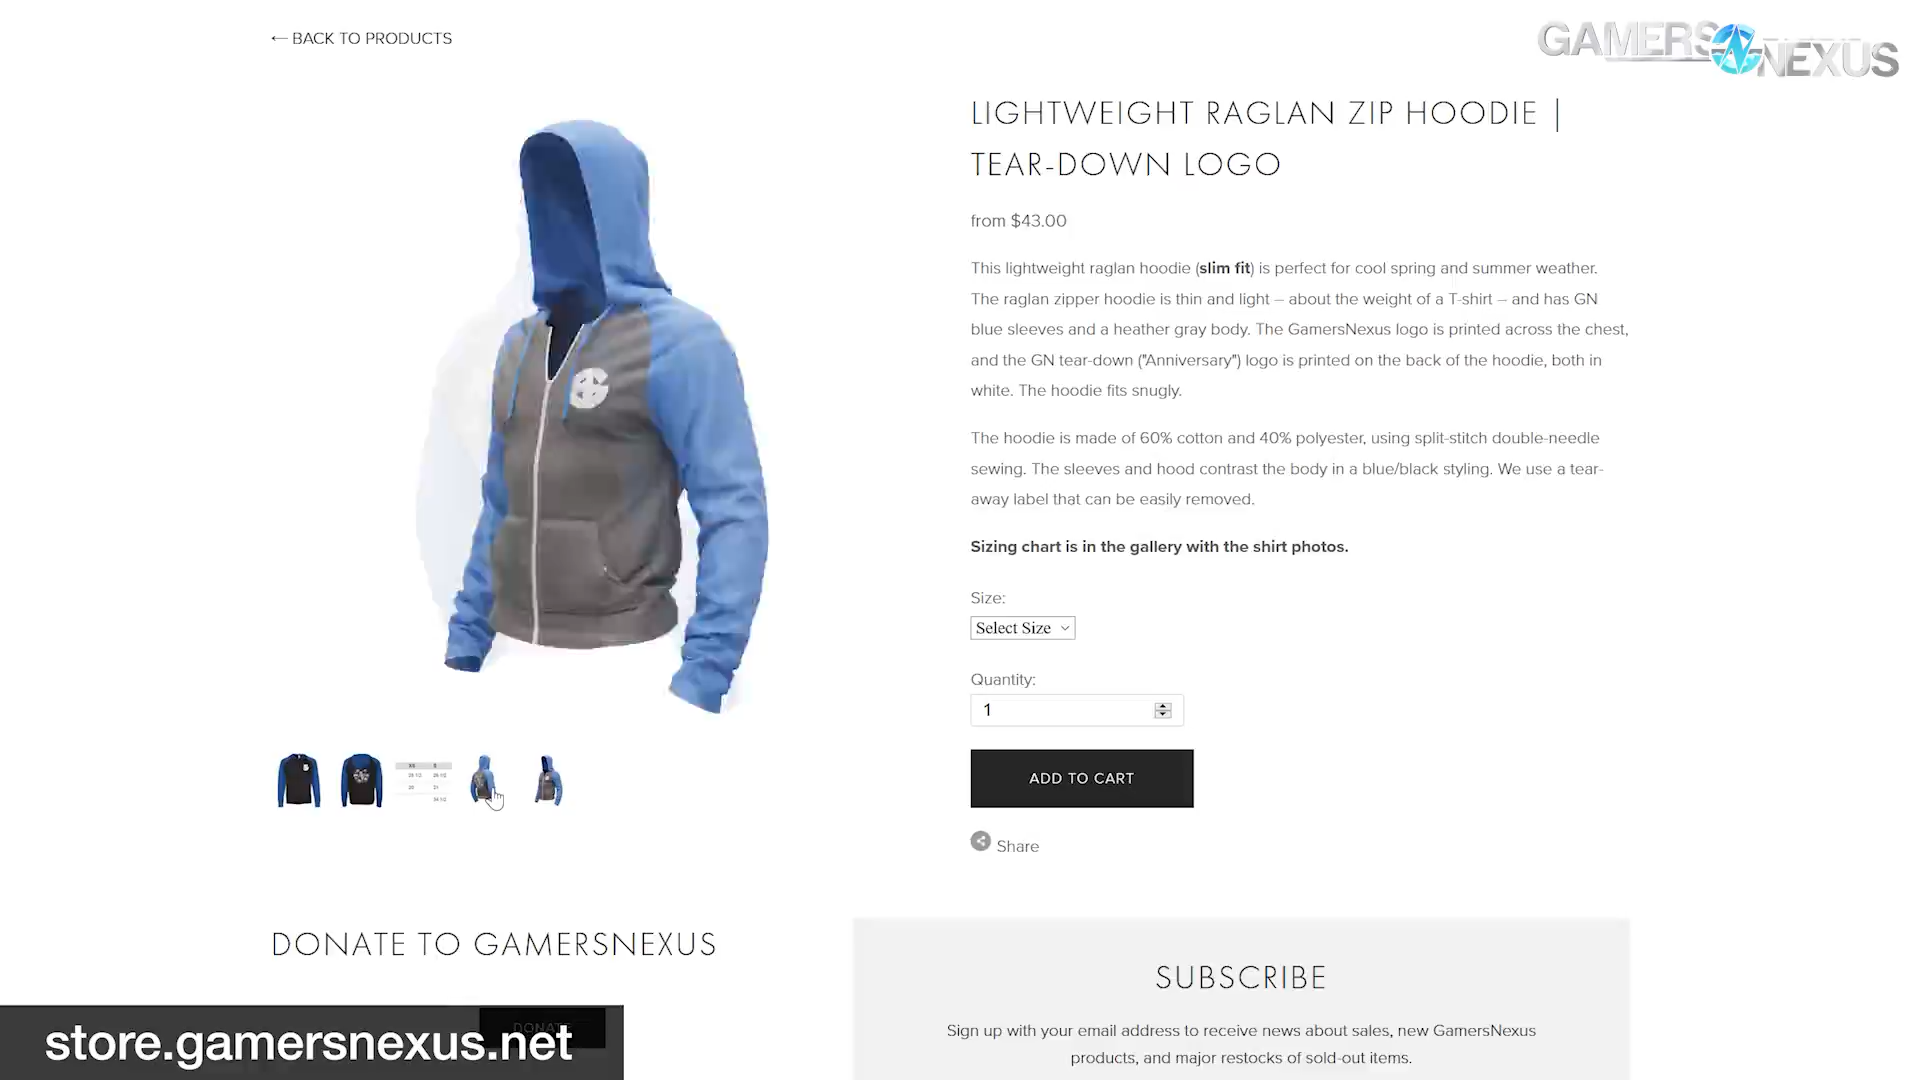 ← BACK TO PRODUCTS
GAMERS NEXUS
LIGHTWEIGHT RAGLAN ZIP HOODIE |
TEAR-DOWN LOGO
from $43.00
This lightweight raglan hoodie (slim fit) is perfect for cool spring and summer weather.
The raglan zipper hoodie is thin and light – about the weight of a T-shirt – and has GN
blue sleeves and a heather gray body. The GamersNexus logo is printed across the chest,
and the GN tear-down ("Anniversary") logo is printed on the back of the hoodie, both in
white. The hoodie fits snugly.
The hoodie is made of 60% cotton and 40% polyester, using split-stitch double-needle
sewing. The sleeves and hood contrast the body in a blue/black styling. We use a tear-
away label that can be easily removed.
Sizing chart is in the gallery with the shirt photos.
Size:
Select Size
Quantity:
1
ADD TO CART
Share
DONATE TO GAMERSNEXUS
DONATE
store.gamersnexus.net
SUBSCRIBE
Sign up with your email address to receive news about sales, new GamersNexus
products, and major restocks of sold-out items.